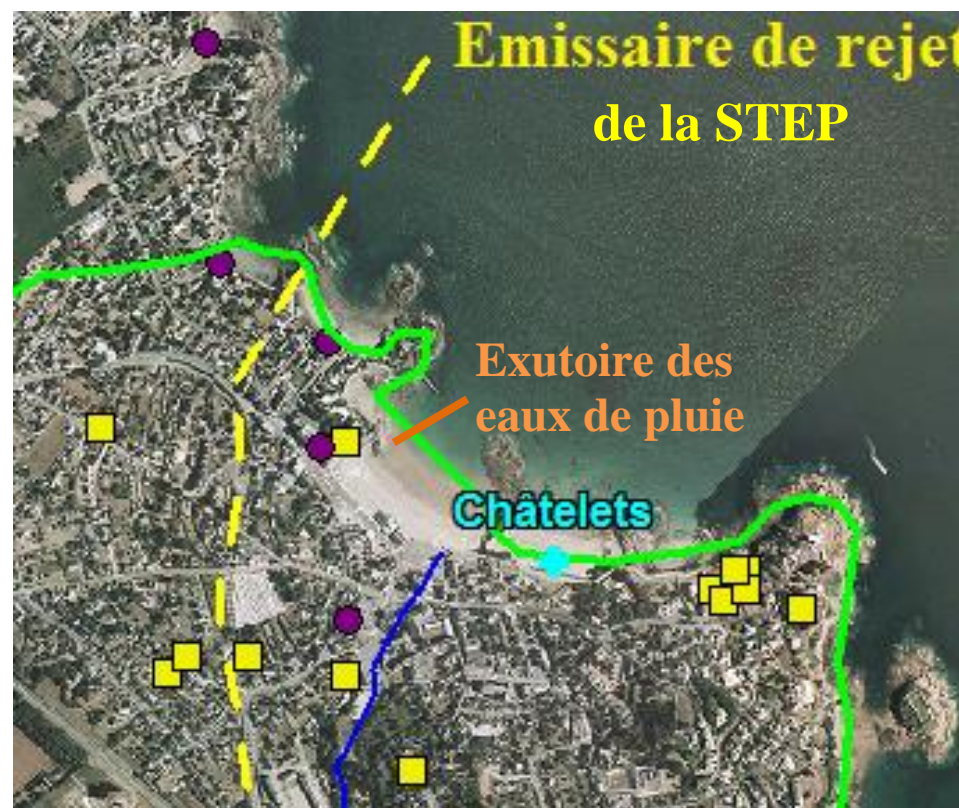 Emissaire de rejet
de la STEP
Exutoire des
eaux de pluie
Châtelets